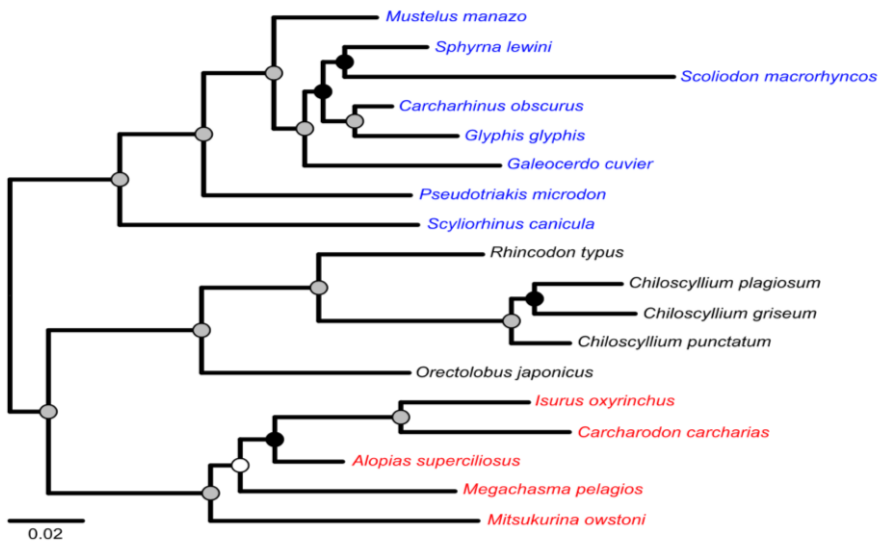 Mustelus manazo
Sphyrna lewini
Scoliodon macrorhyncos
Carcharhinus obscurus
Glyphis glyphis
Galeocerdo cuvier
Pseudotriakis microdon
Scyliorhinus canicula
Rhincodon typus
Chiloscyllium plagiosum
Chiloscyllium griseum
Chiloscyllium punctatum
Orectolobus japonicus
Isurus oxyrinchus
Carcharodon carcharias
Alopias superciliosus
Megachasma pelagios
Mitsukurina owstoni
0.02